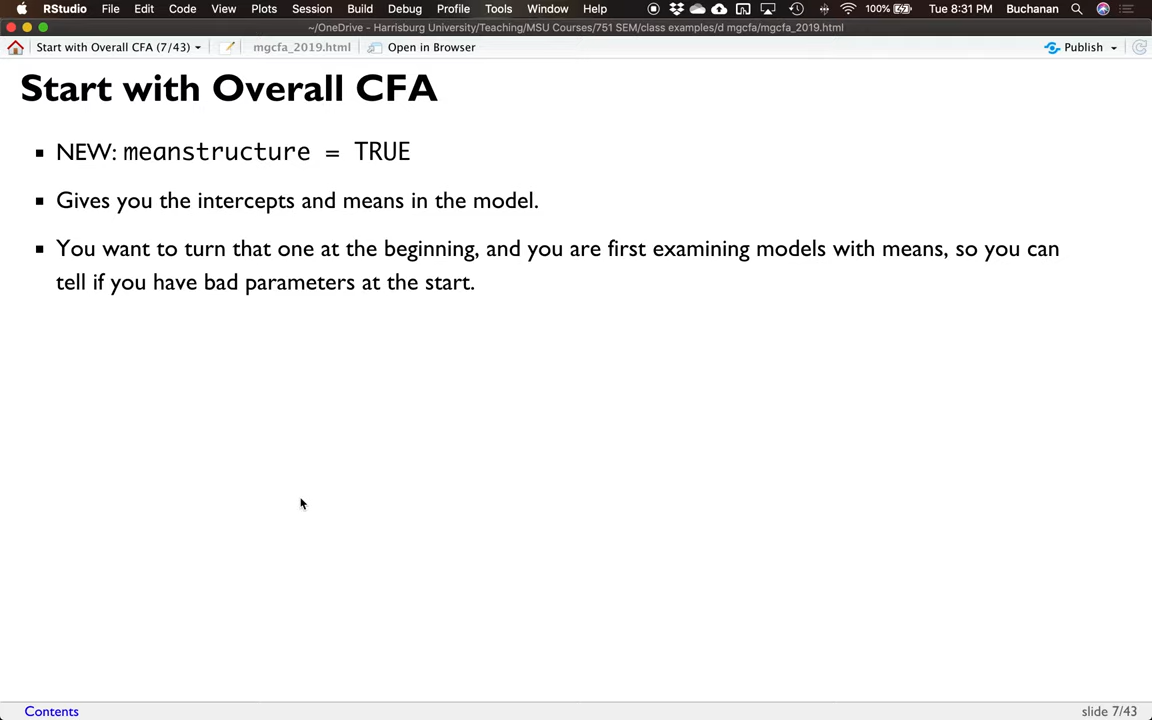 RStudio File Edit Code View Plots Session Build Debug Profile Tools Window Help 100% Tue 8:31 PM Buchanan
~/OneDrive - Harrisburg University/Teaching/MSU Courses/751 SEM/class examples/d mgcfa/mgcfa_2019.html
Start with Overall CFA (7/43) mgcfa_2019.html Open in Browser Publish
Start with Overall CFA
NEW: meanstructure = TRUE
Gives you the intercepts and means in the model.
You want to turn that one at the beginning, and you are first examining models with means, so you can
tell if you have bad parameters at the start.
Contents slide 7/43